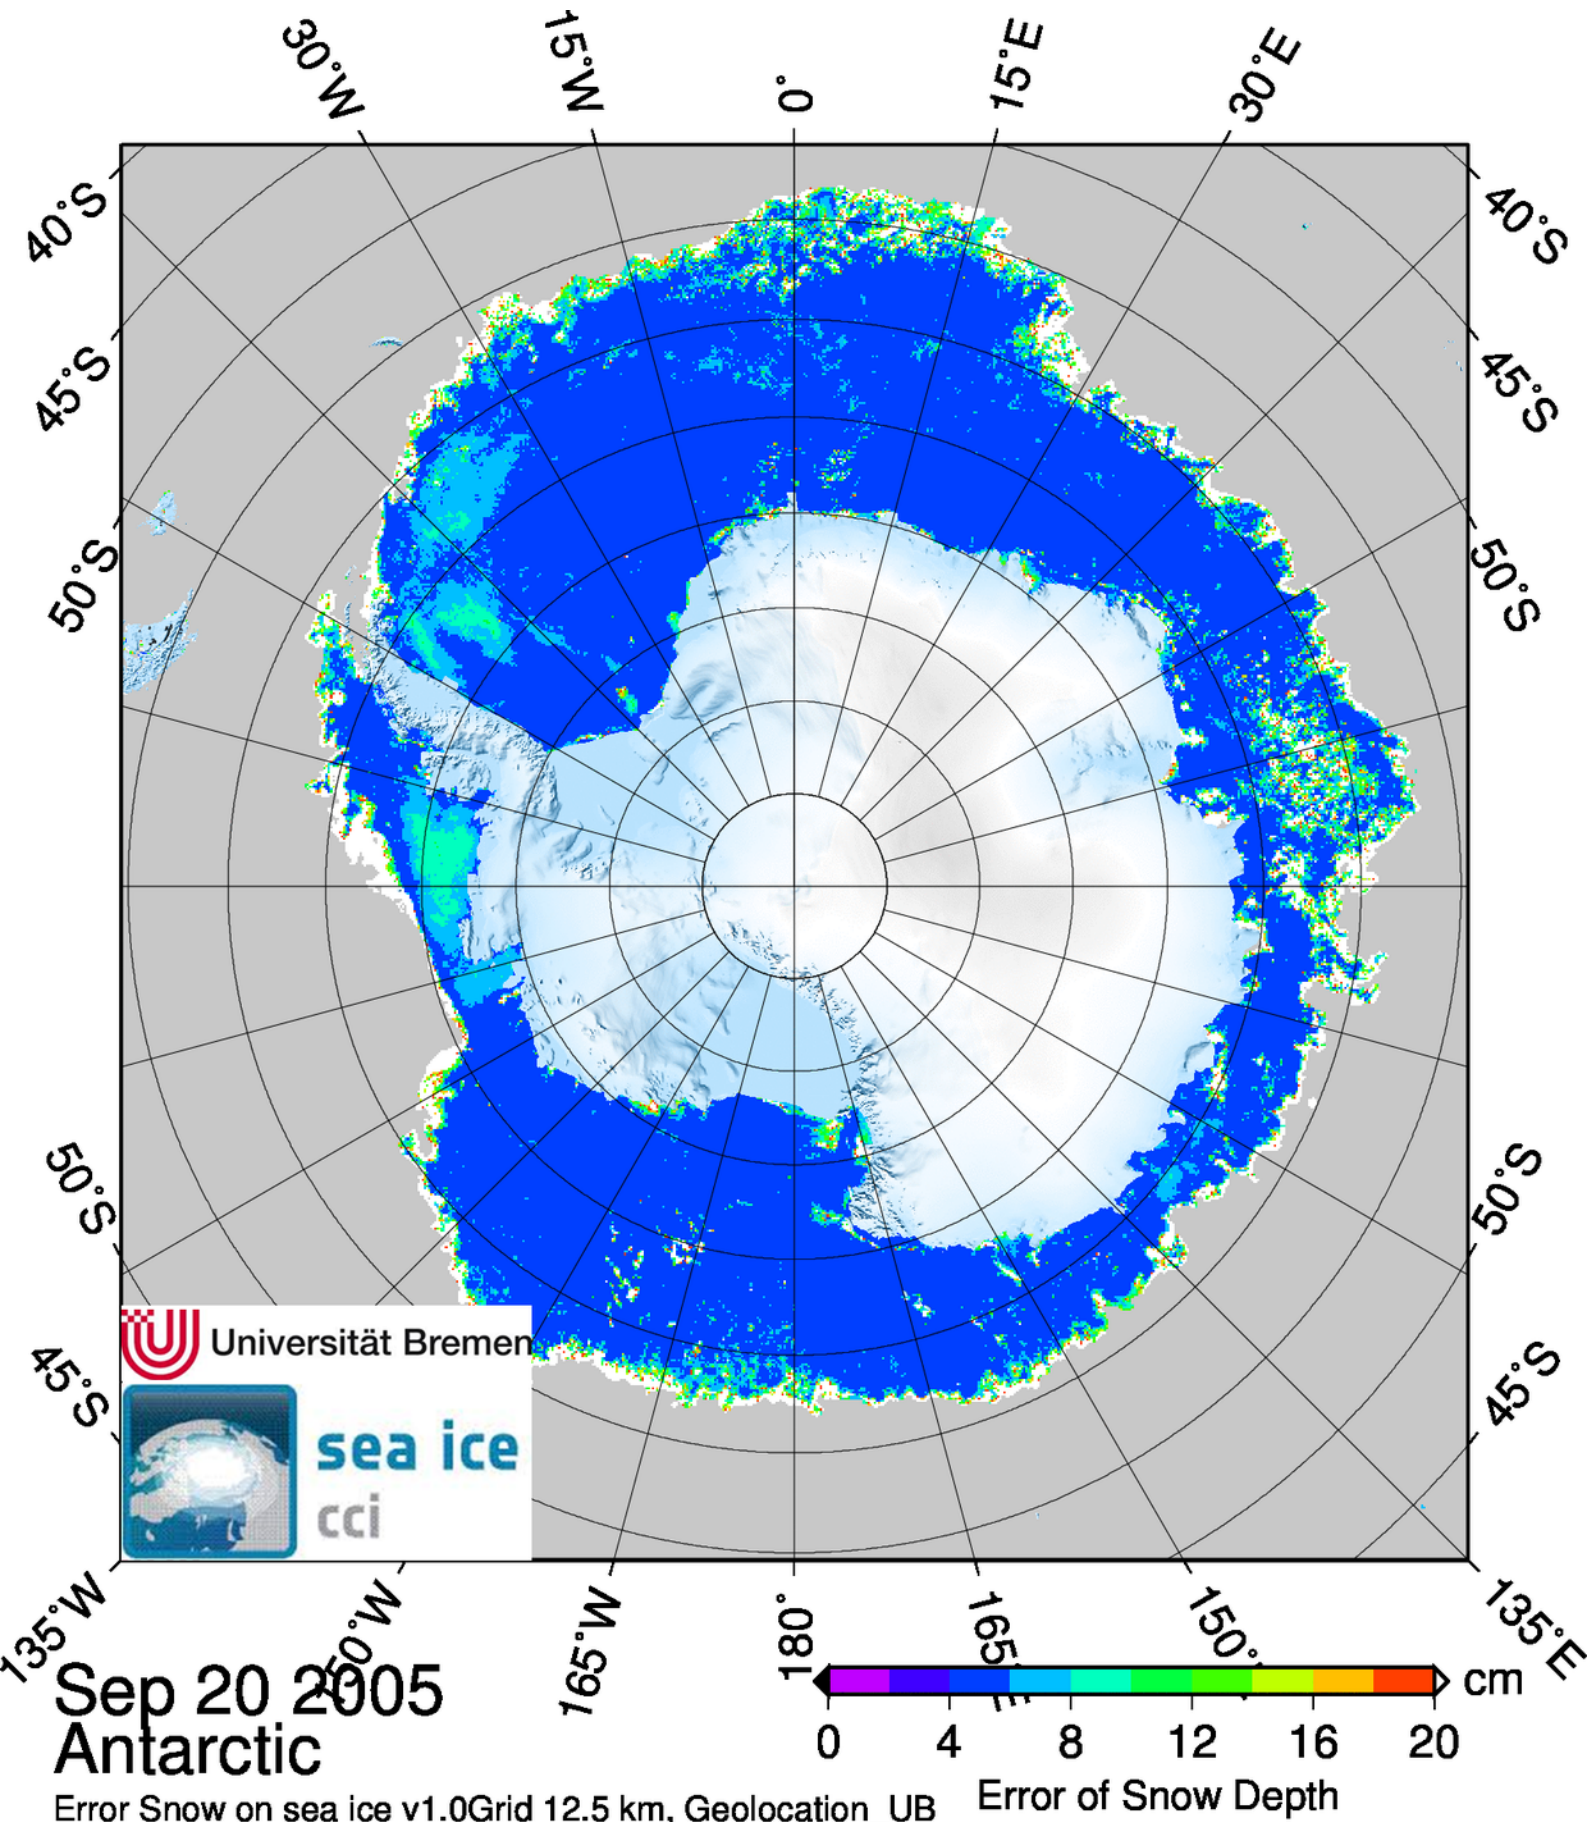 30°W 15°W 0° 15°E 30°E
40°S 40°S
45°S 45°S
50°S 50°S
50°S 50°S
45°S 45°S
Universität Bremen
sea ice
cci
135°W 165°W 180° 135°E
Sep 20 2005
Antarctic
Error Snow on sea ice v1.0Grid 12.5 km, Geolocation UB
cm
0 4 8 12 16 20
Error of Snow Depth